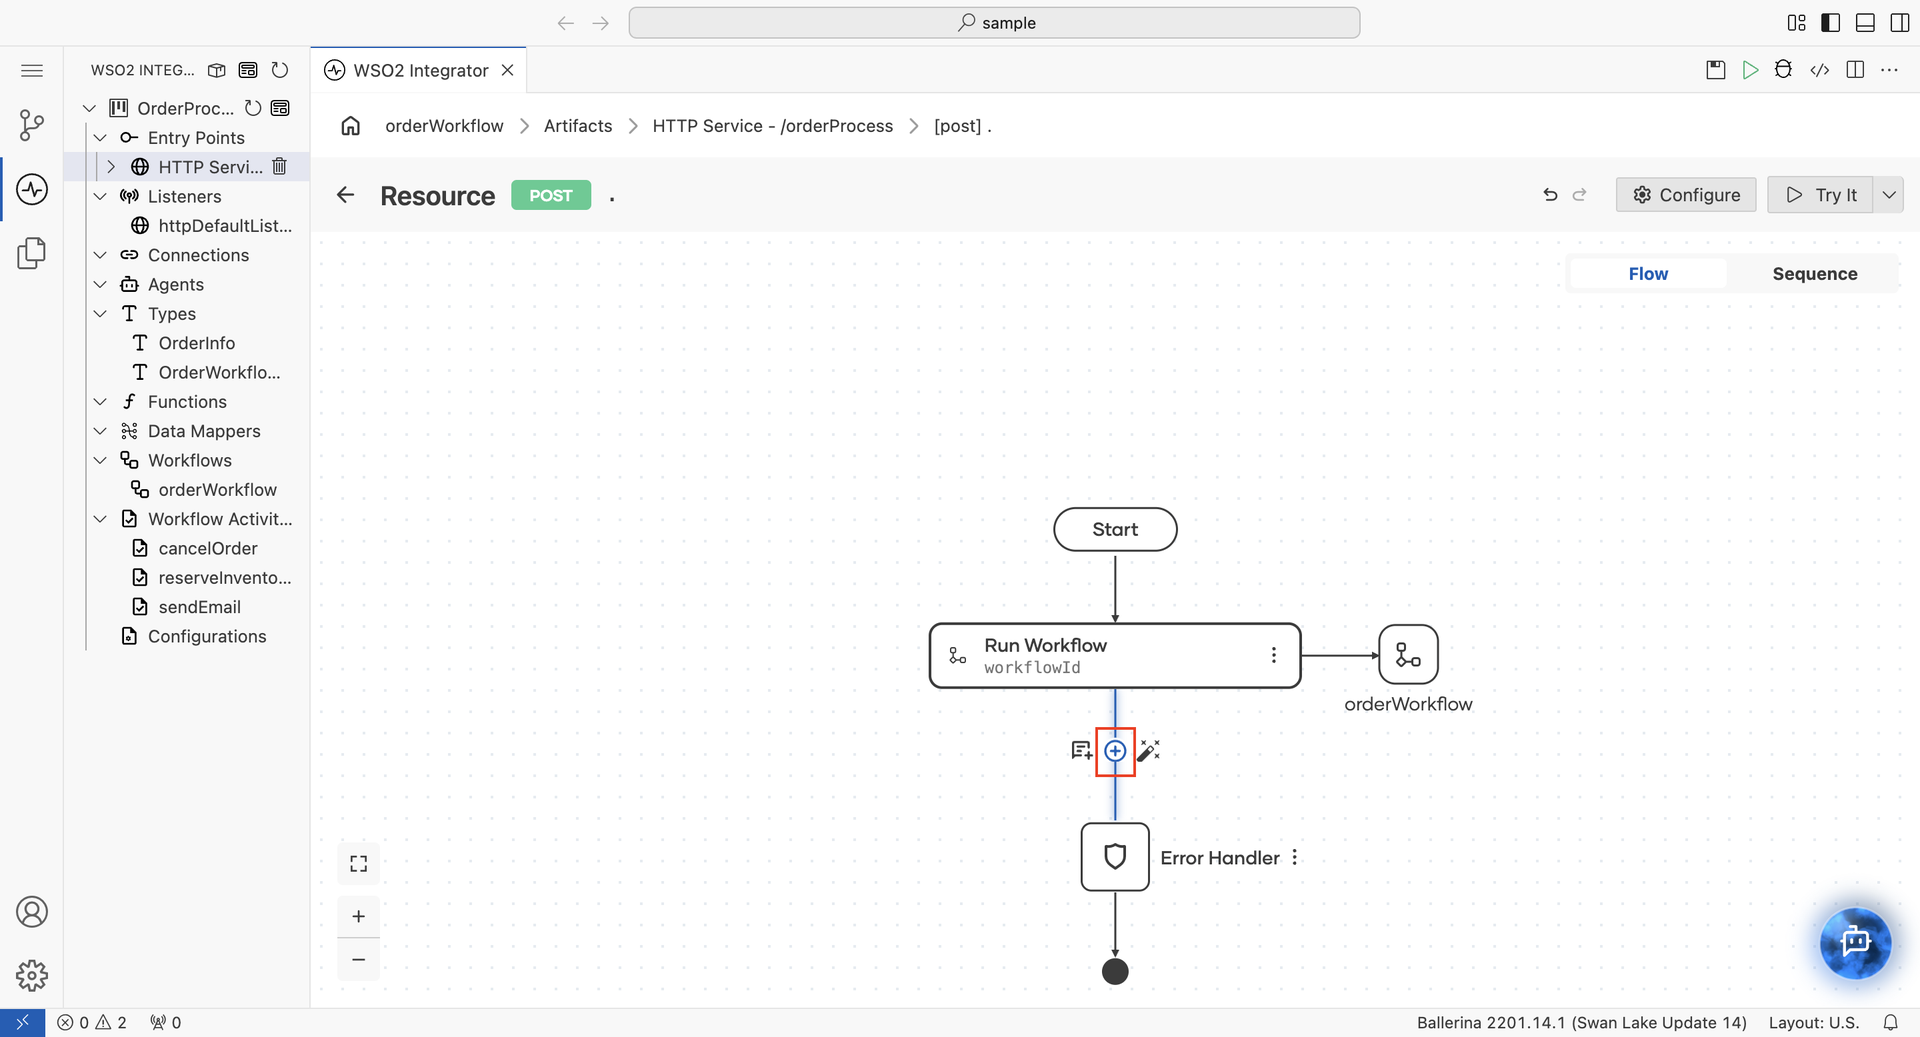 sample
WSO2 INTEG...
WSO2 Integrator
OrderProc...
Entry Points
HTTP Servi...
Listeners
httpDefaultList...
Connections
Agents
Types
OrderInfo
OrderWorkflo...
Functions
Data Mappers
Workflows
orderWorkflow
Workflow Activit...
cancelOrder
reserveInvento...
sendEmail
Configurations
orderWorkflow > Artifacts > HTTP Service - /orderProcess > [post] .
Resource POST .
Configure
Try It
Flow
Sequence
Start
Run Workflow
workflowId
orderWorkflow
Error Handler
0 2 0
Ballerina 2201.14.1 (Swan Lake Update 14)
Layout: U.S.